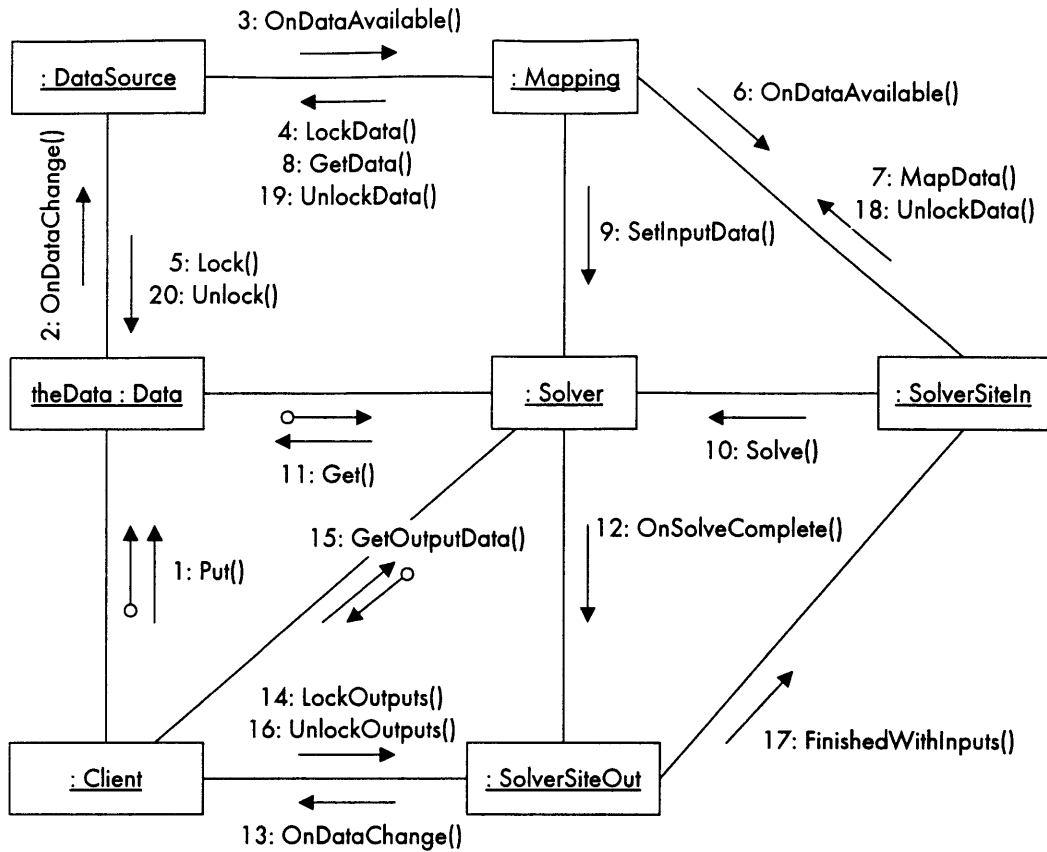 3: OnDataAvailable()
: DataSource
: Mapping
6: OnDataAvailable()
4: LockData()
8: GetData()
19: UnlockData()
7: MapData()
18: UnlockData()
2: OnDataChange()
5: Lock()
20: Unlock()
9: SetInputData()
theData : Data
: Solver
: SolverSiteIn
11: Get()
10: Solve()
15: GetOutputData()
12: OnSolveComplete()
1: Put()
14: LockOutputs()
16: UnlockOutputs()
17: FinishedWithInputs()
: Client
: SolverSiteOut
13: OnDataChange()